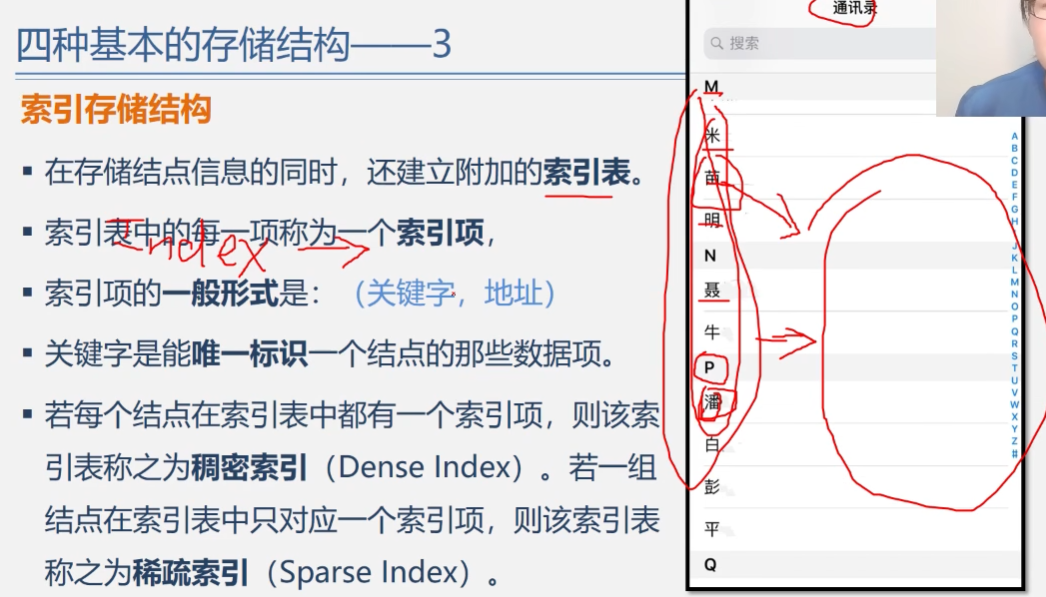 四种基本的存储结构——3
索引存储结构
▪ 在存储结点信息的同时，还建立附加的索引表。
▪ 索引表中的每一项称为一个索引项，
Index
▪ 索引项的一般形式是：（关键字，地址）
▪ 关键字是能唯一标识一个结点的那些数据项。
▪ 若每个结点在索引表中都有一个索引项，则该索
引表称之为稠密索引（Dense Index）。若一组
结点在索引表中只对应一个索引项，则该索引表
称之为稀疏索引（Sparse Index）。
通讯录
搜索
M
米
苗
明
N
聂
牛
P
潘
白
彭
平
Q
A
B
C
D
E
F
G
H
J
K
L
M
N
O
P
Q
R
S
T
U
V
W
X
Y
Z
#